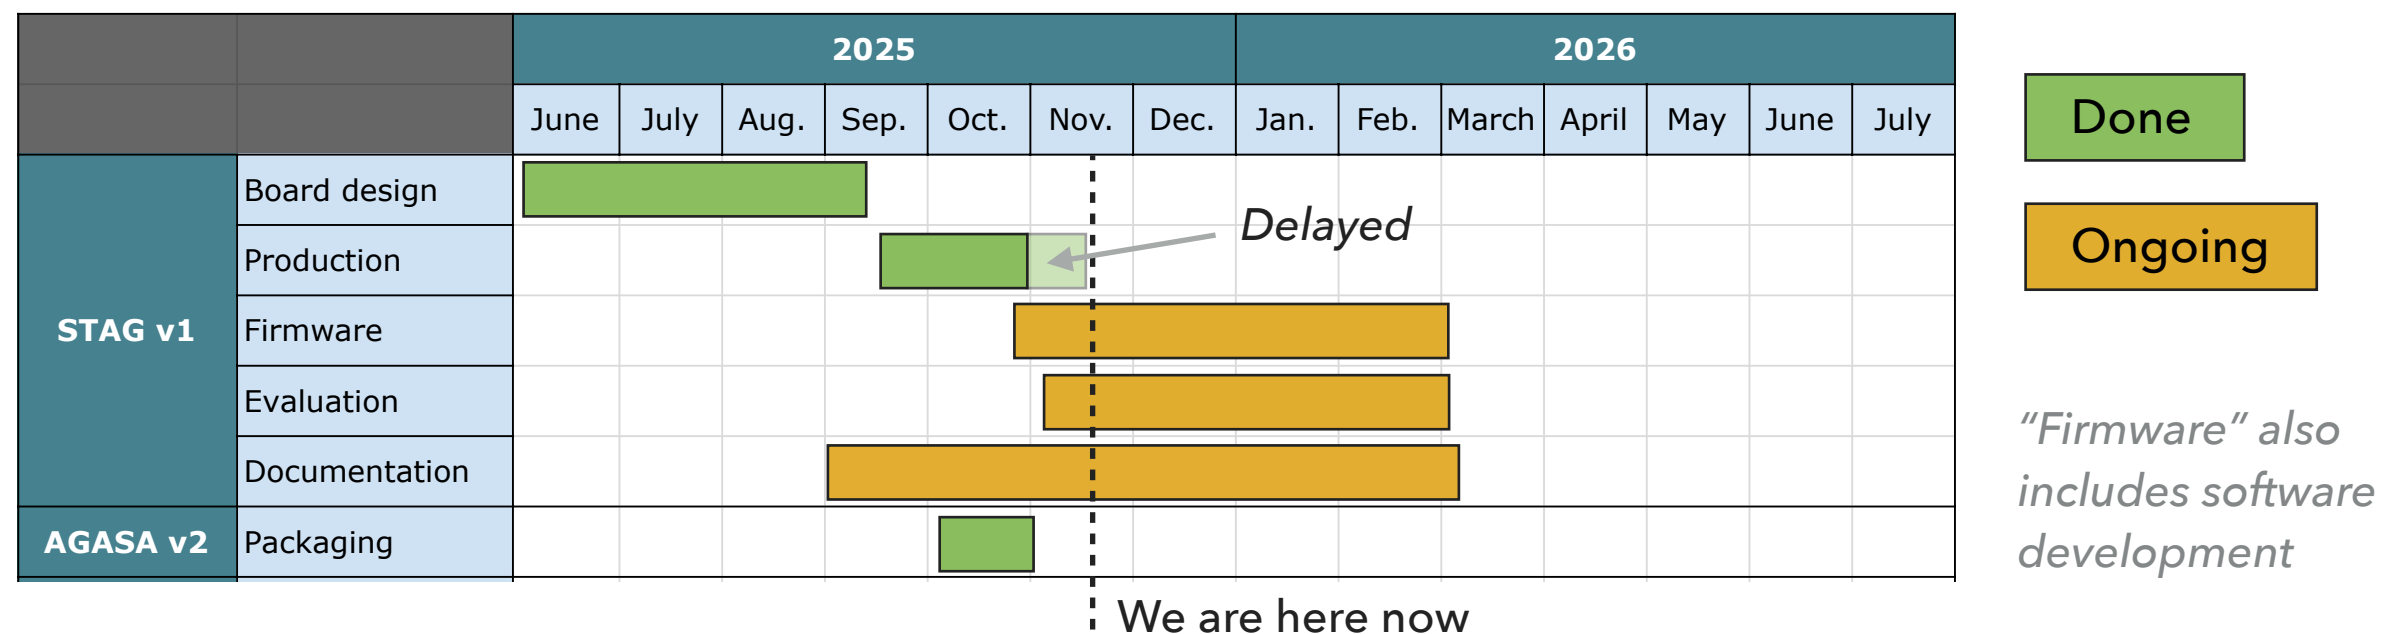 2025 2026
June July Aug. Sep. Oct. Nov. Dec. Jan. Feb. March April May June July
STAG v1
Board design
Production
Firmware
Evaluation
Documentation
AGASA v2
Packaging
Delayed
We are here now
Done
Ongoing
“Firmware” also
includes software
development